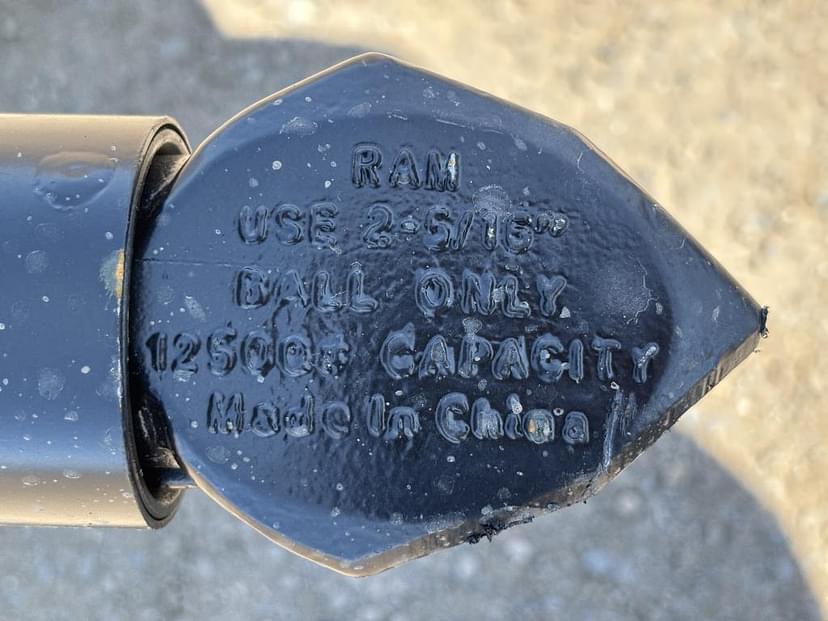 RAM
USE 2-5/16"
BALL ONLY
12500# CAPACITY
Made In China